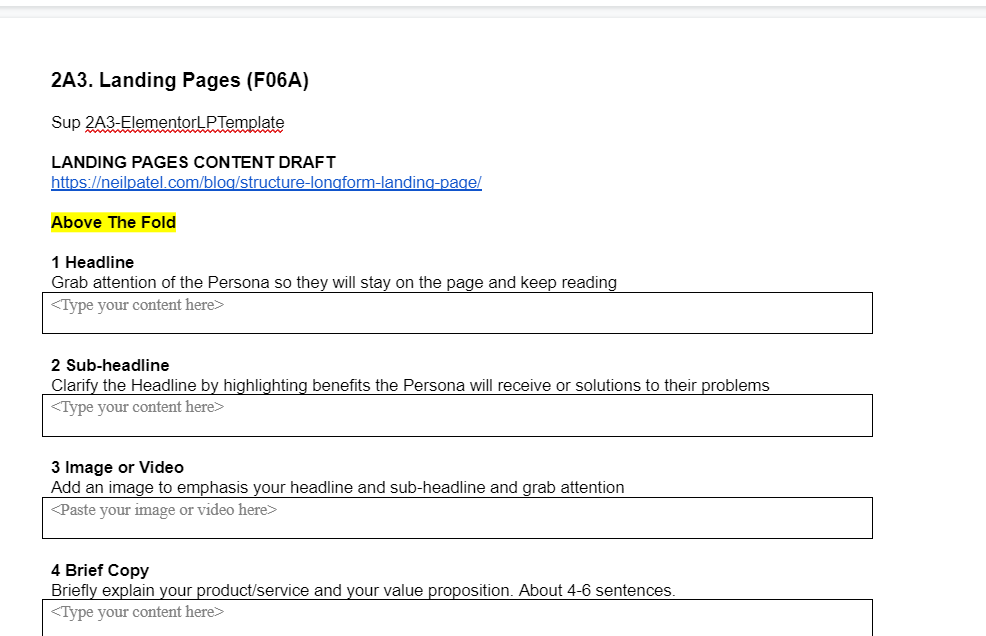 2A3. Landing Pages (F06A)
Sup 2A3-ElementorLPTemplate
LANDING PAGES CONTENT DRAFT
https://neilpatel.com/blog/structure-longform-landing-page/
Above The Fold
1 Headline
Grab attention of the Persona so they will stay on the page and keep reading
<Type your content here>
2 Sub-headline
Clarify the Headline by highlighting benefits the Persona will receive or solutions to their problems
<Type your content here>
3 Image or Video
Add an image to emphasis your headline and sub-headline and grab attention
<Paste your image or video here>
4 Brief Copy
Briefly explain your product/service and your value proposition. About 4-6 sentences.
<Type your content here>